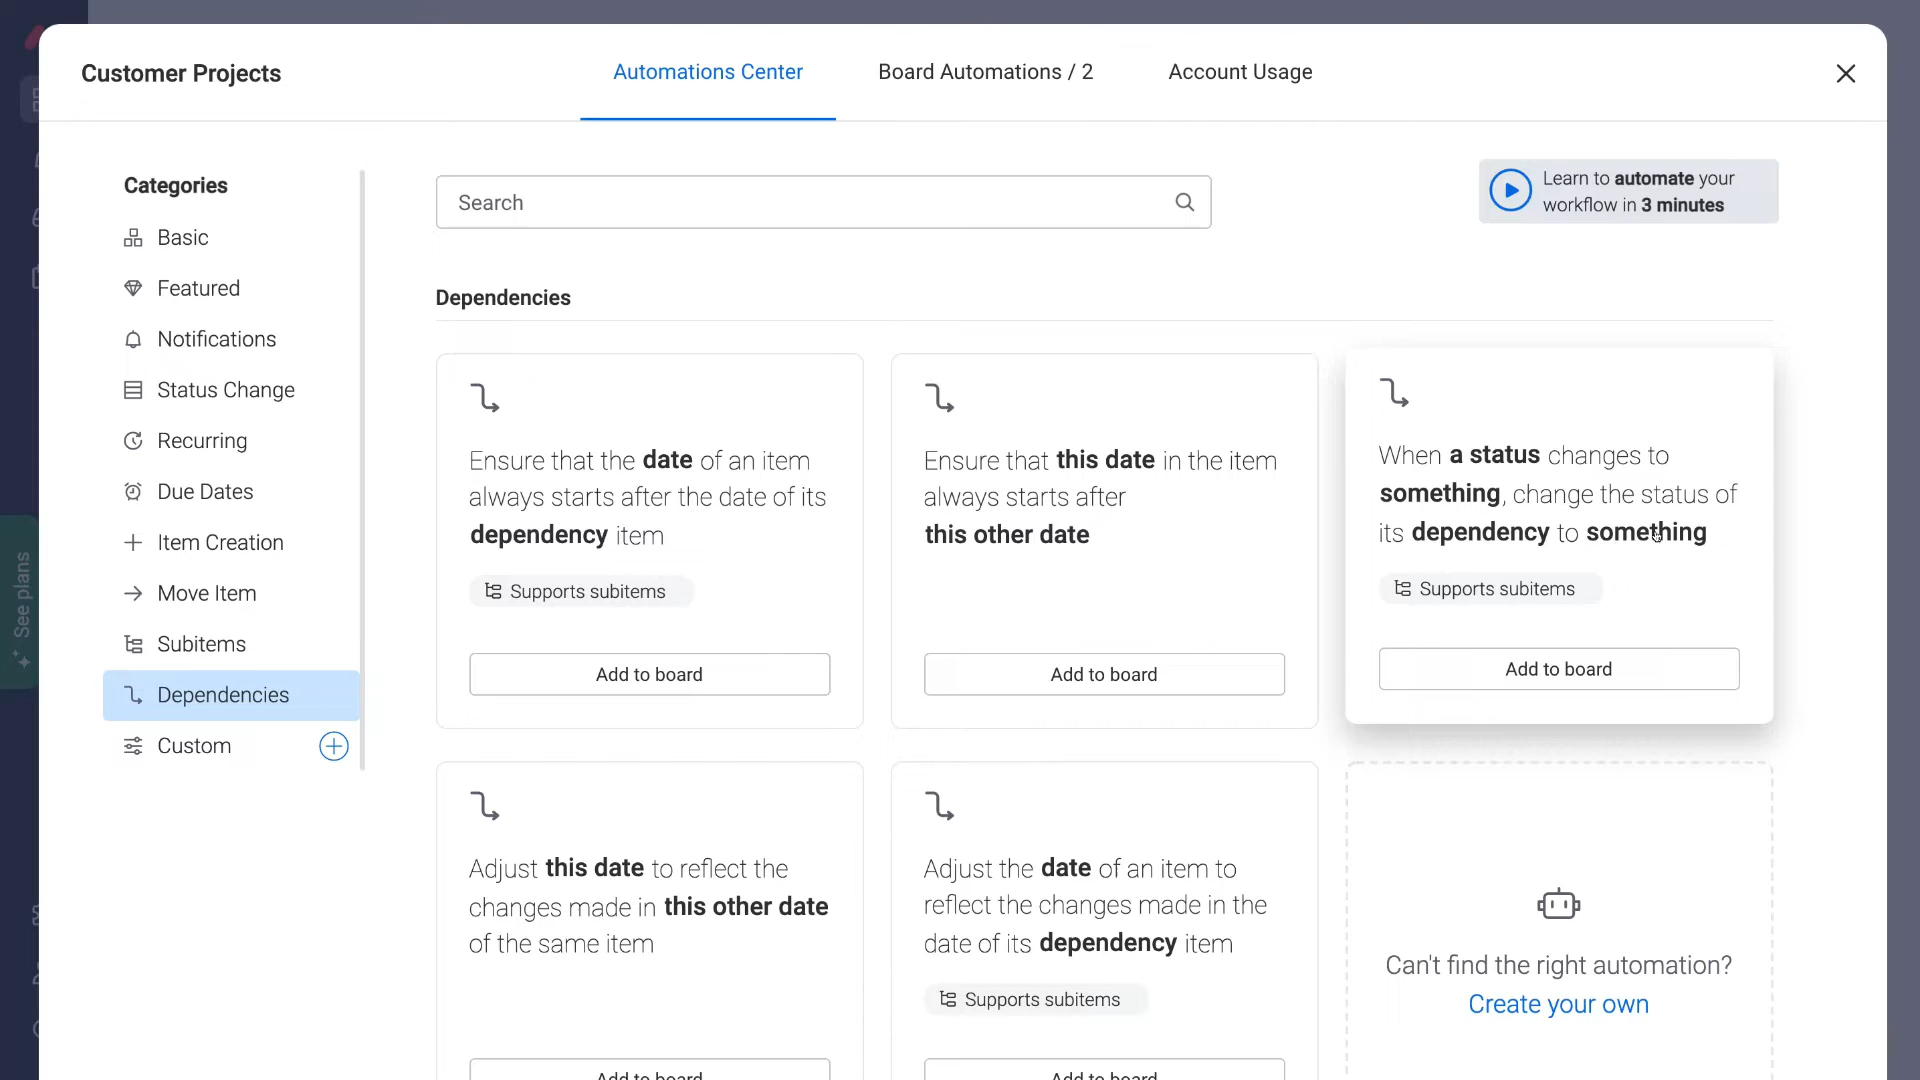 Customer Projects
Automations Center
Board Automations / 2
Account Usage
Categories
Basic
Featured
Notifications
Status Change
Recurring
Due Dates
Item Creation
Move Item
Subitems
Dependencies
Custom
See plans
Search
Learn to automate your
workflow in 3 minutes
Dependencies
Ensure that the date of an item
always starts after the date of its
dependency item
Supports subitems
Add to board
Ensure that this date in the item
always starts after
this other date
Add to board
When a status changes to
something, change the status of
its dependency to something
Supports subitems
Add to board
Adjust this date to reflect the
changes made in this other date
of the same item
Add to board
Adjust the date of an item to
reflect the changes made in the
date of its dependency item
Supports subitems
Add to board
Can't find the right automation?
Create your own